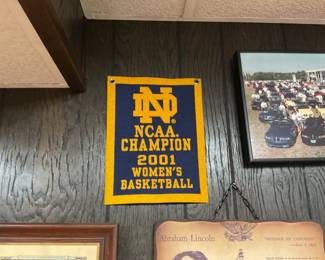 ND
NCAA.
CHAMPION
2001
WOMEN'S
BASKETBALL
Abraham Lincoln